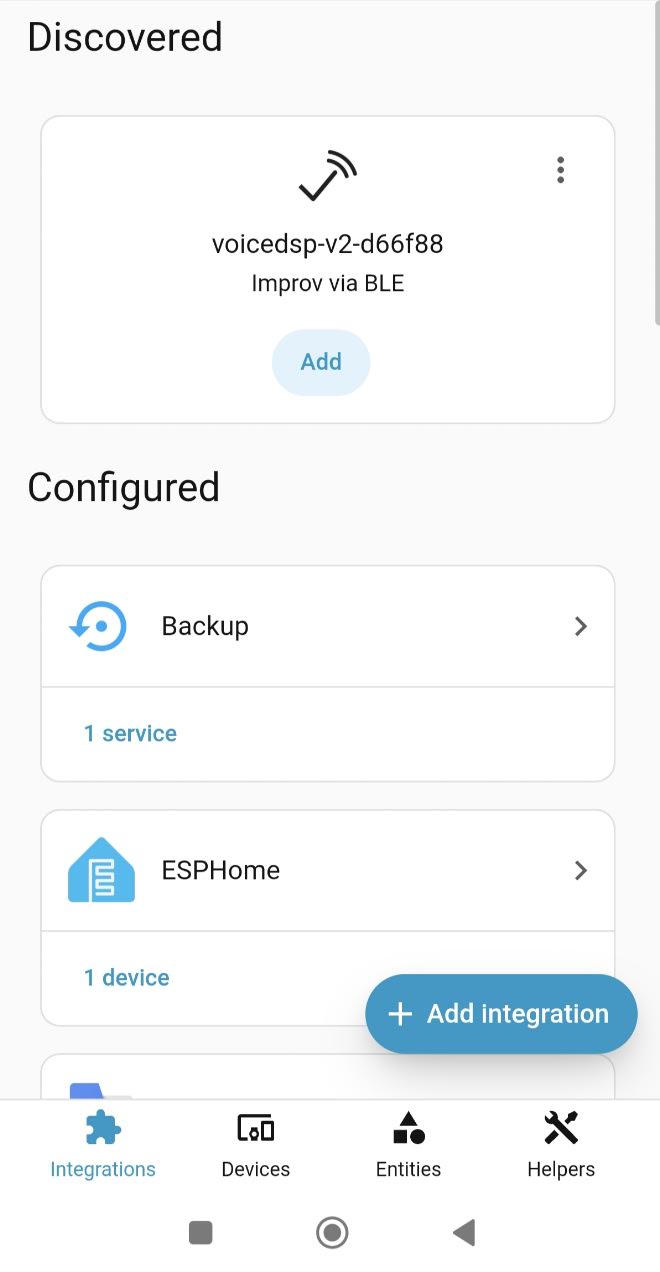 Discovered
voicedsp-v2-d66f88
Improv via BLE
Add
Configured
Backup
1 service
ESPHome
1 device
Add integration
Integrations
Devices
Entities
Helpers